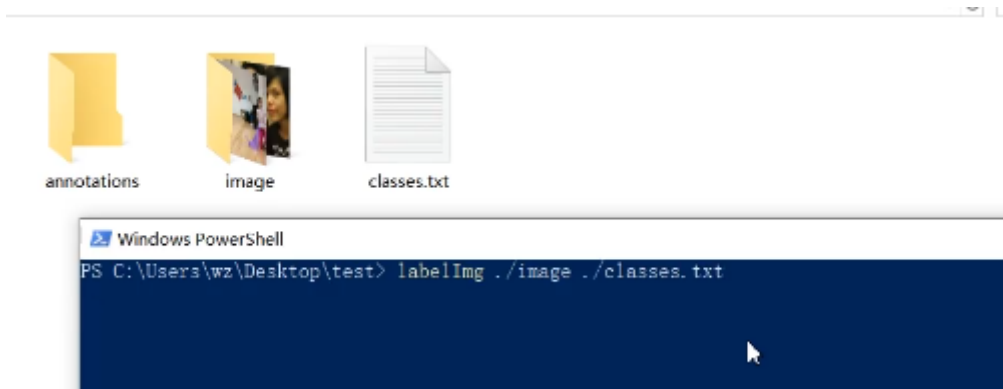 annotations image classes.txt
Windows PowerShell
PS C:\Users\wz\Desktop\test> labelImg ./image ./classes.txt